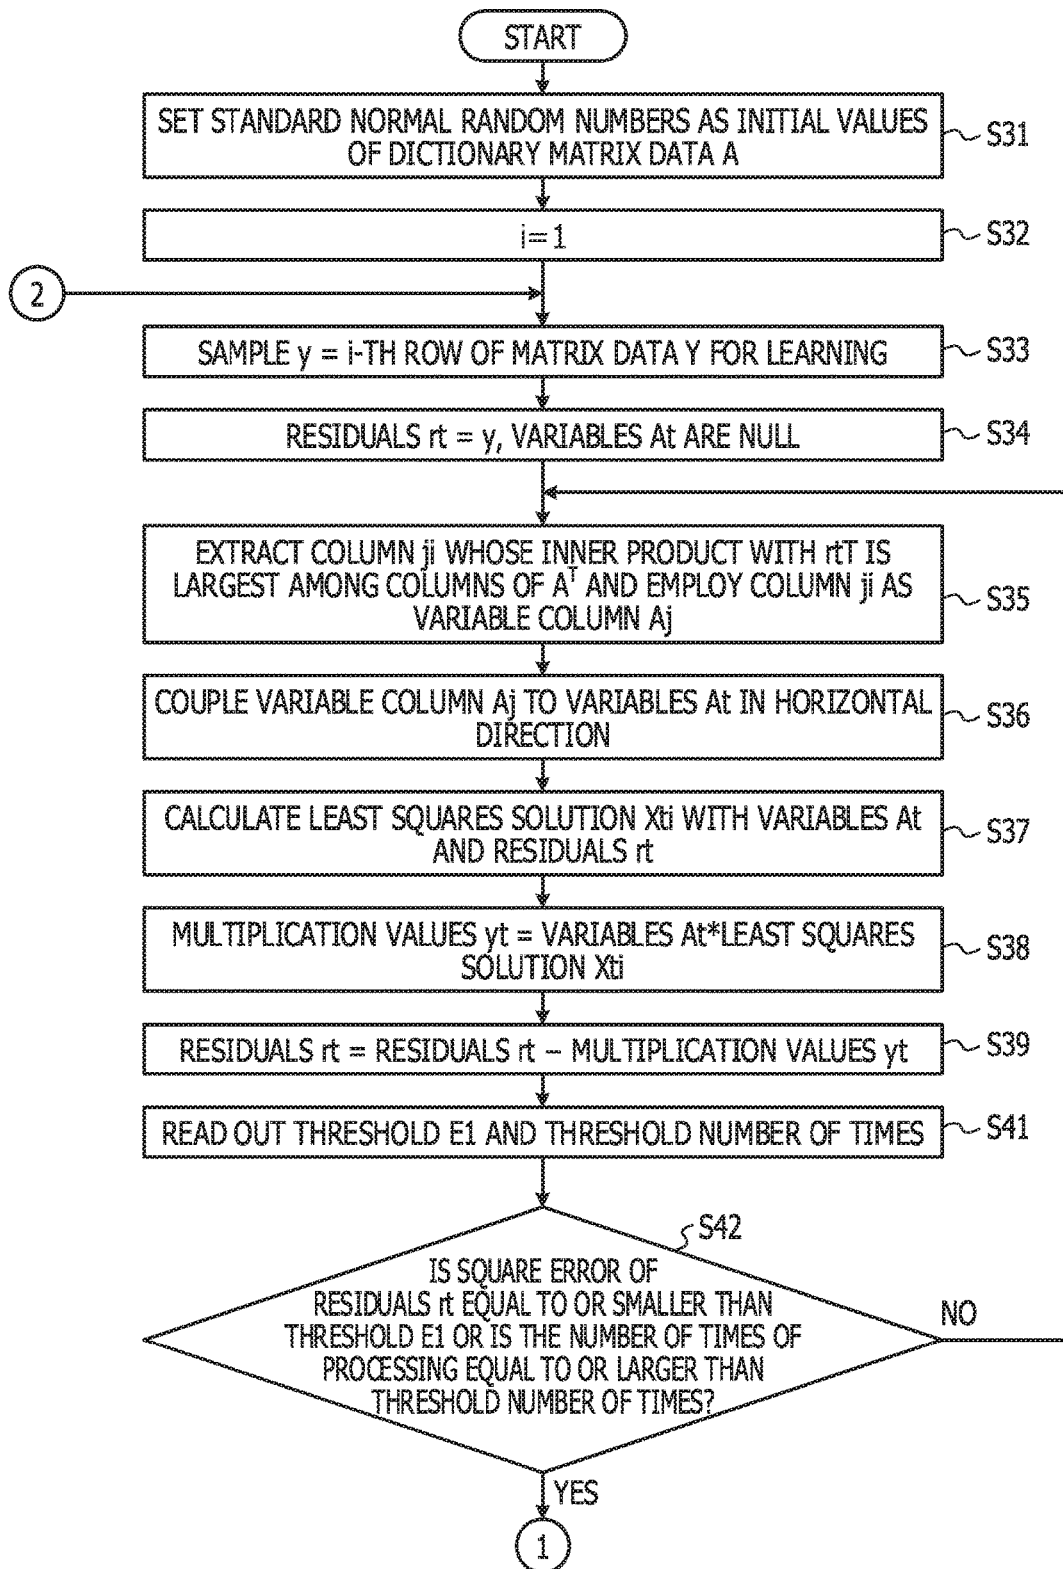 START
SET STANDARD NORMAL RANDOM NUMBERS AS INITIAL VALUES
OF DICTIONARY MATRIX DATA A
S31
i=1
S32
2
SAMPLE y = i-TH ROW OF MATRIX DATA Y FOR LEARNING
S33
RESIDUALS rt = y, VARIABLES At ARE NULL
S34
EXTRACT COLUMN ji WHOSE INNER PRODUCT WITH rtT IS
LARGEST AMONG COLUMNS OF Aᵀ AND EMPLOY COLUMN ji AS
VARIABLE COLUMN Aj
S35
COUPLE VARIABLE COLUMN Aj TO VARIABLES At IN HORIZONTAL
DIRECTION
S36
CALCULATE LEAST SQUARES SOLUTION Xti WITH VARIABLES At
AND RESIDUALS rt
S37
MULTIPLICATION VALUES yt = VARIABLES At*LEAST SQUARES
SOLUTION Xti
S38
RESIDUALS rt = RESIDUALS rt – MULTIPLICATION VALUES yt
S39
READ OUT THRESHOLD E1 AND THRESHOLD NUMBER OF TIMES
S41
S42
IS SQUARE ERROR OF
RESIDUALS rt EQUAL TO OR SMALLER THAN
THRESHOLD E1 OR IS THE NUMBER OF TIMES OF
PROCESSING EQUAL TO OR LARGER THAN
THRESHOLD NUMBER OF TIMES?
NO
YES
1